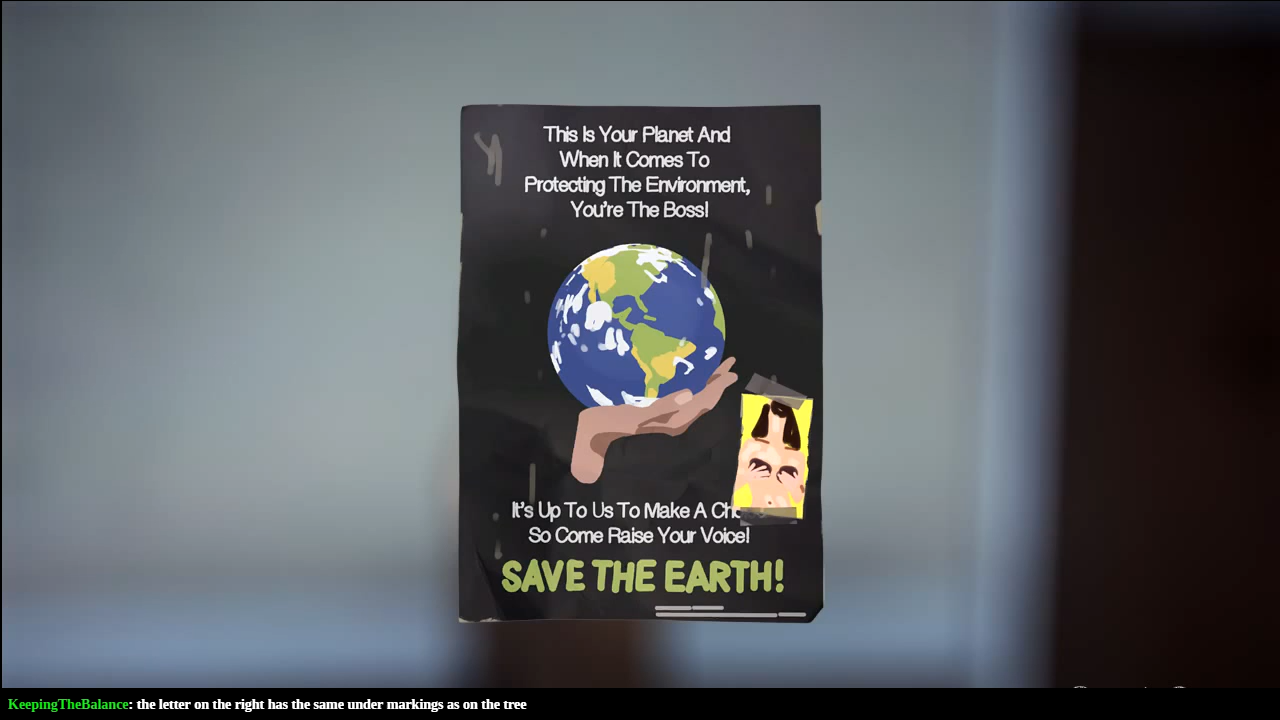 This Is Your Planet And
When It Comes To
Protecting The Environment,
You're The Boss!
It's Up To Us To Make A
So Come Raise Your Voice!
SAVE THE EARTH!
KeepingTheBalance: the letter on the right has the same under markings as on the tree